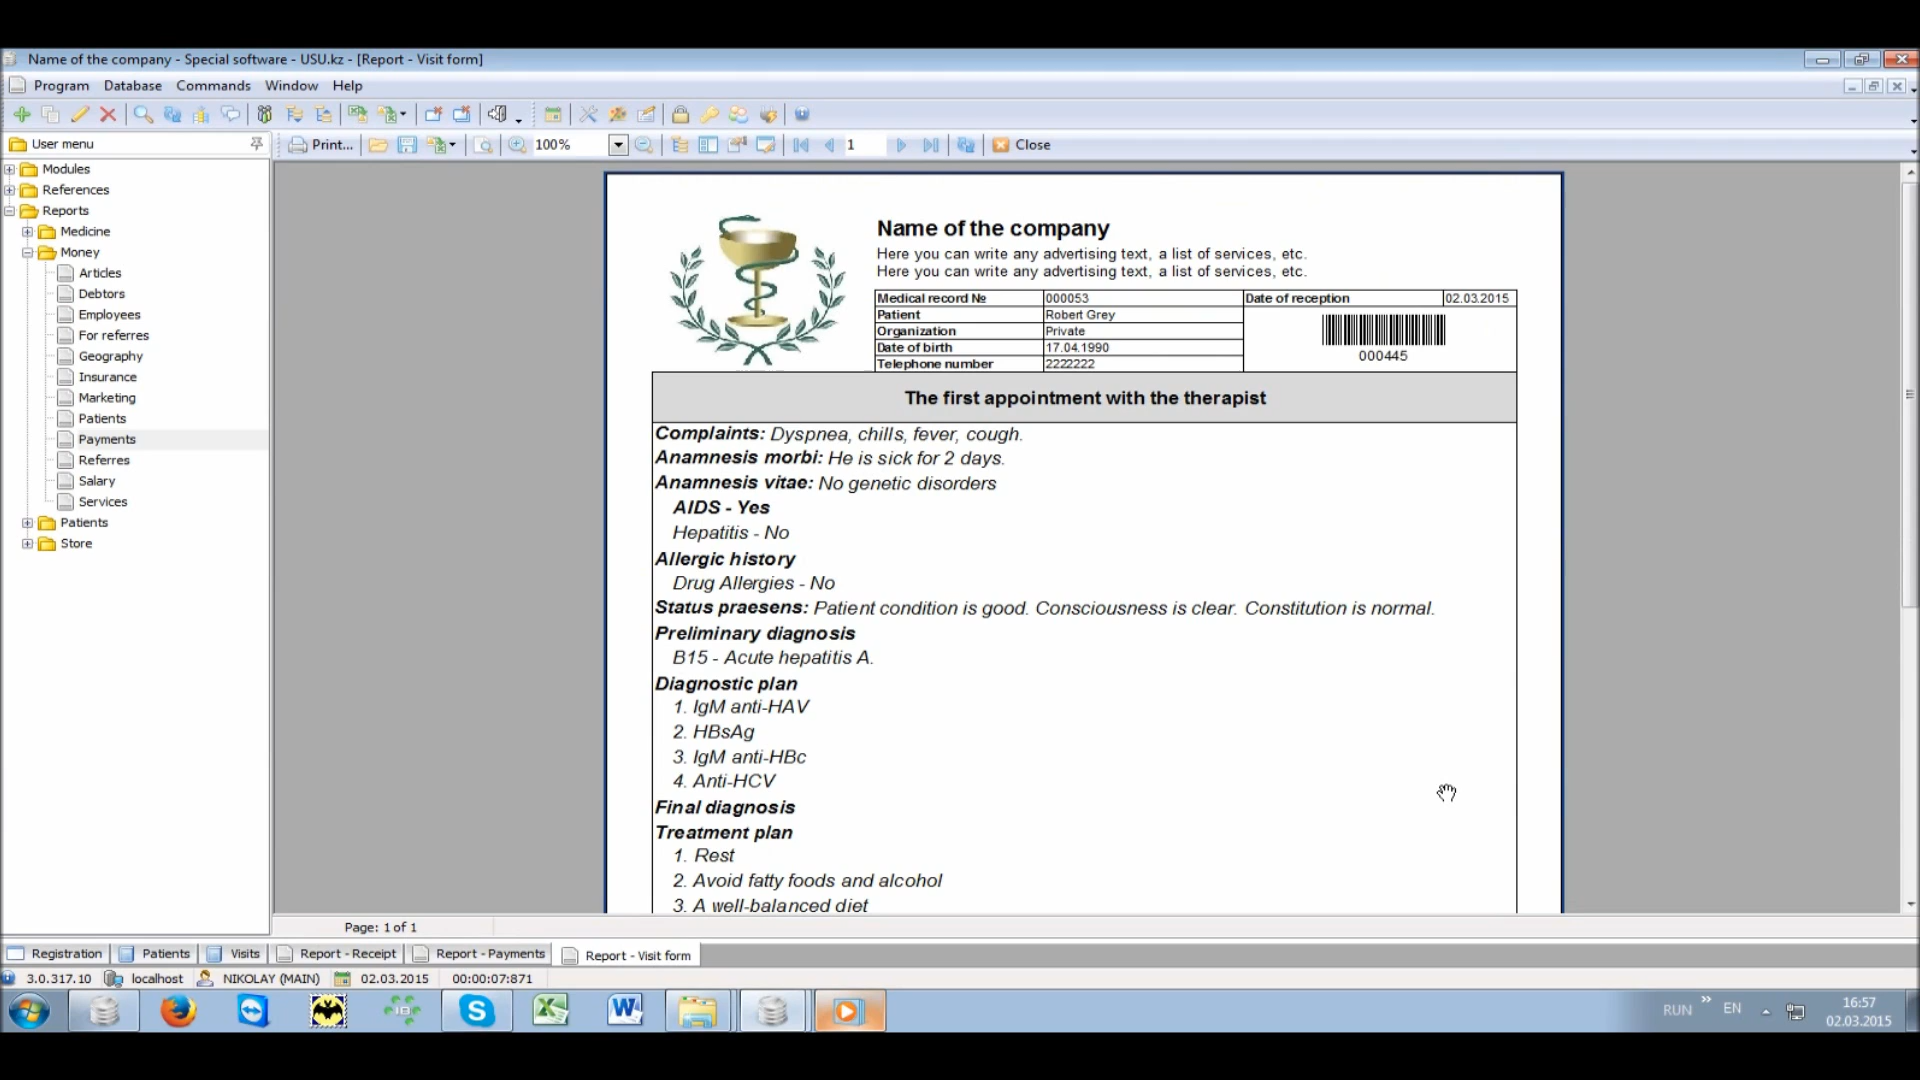 Name of the company - Special software - USU.kz - [Report - Visit form]
Program Database Commands Window Help
User menu
Print... 100% 1 Close
Modules
References
Reports
Medicine
Money
Articles
Debtors
Employees
For referres
Geography
Insurance
Marketing
Patients
Payments
Referres
Salary
Services
Patients
Store
Name of the company
Here you can write any advertising text, a list of services, etc.
Here you can write any advertising text, a list of services, etc.
Medical record № 000053 Date of reception 02.03.2015
Patient Robert Grey
Organization Private
Date of birth 17.04.1990
Telephone number 2222222
000445
The first appointment with the therapist
Complaints: Dyspnea, chills, fever, cough.
Anamnesis morbi: He is sick for 2 days.
Anamnesis vitae: No genetic disorders
AIDS - Yes
Hepatitis - No
Allergic history
Drug Allergies - No
Status praesens: Patient condition is good. Consciousness is clear. Constitution is normal.
Preliminary diagnosis
B15 - Acute hepatitis A.
Diagnostic plan
1. IgM anti-HAV
2. HBsAg
3. IgM anti-HBc
4. Anti-HCV
Final diagnosis
Treatment plan
1. Rest
2. Avoid fatty foods and alcohol
3. A well-balanced diet
Page: 1 of 1
Registration Patients Visits Report - Receipt Report - Payments Report - Visit form
3.0.317.10 localhost NIKOLAY (MAIN) 02.03.2015 00:00:07:871
RUN EN 16:57
02.03.2015